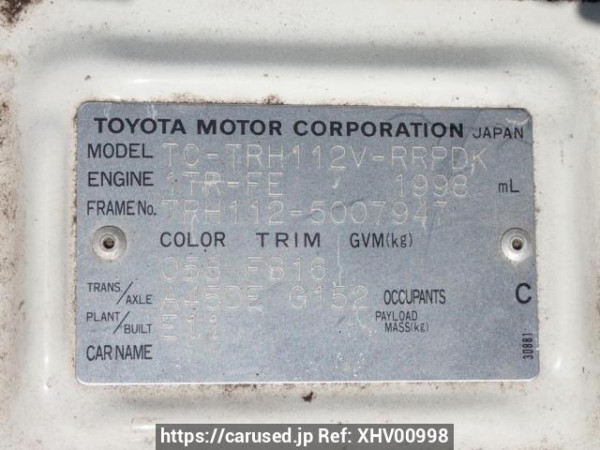 TOYOTA MOTOR CORPORATION JAPAN
MODEL TC-TRH112V-RRPDK
ENGINE 1TR-FE 1998 mL
FRAME No. TRH112-5007947
COLOR TRIM GVM(kg)
058 FB16
TRANS/AXLE A45DE G152 OCCUPANTS C
PLANT/BUILT PAYLOAD MASS(kg)
CAR NAME
30881
https://carused.jp Ref: XHV00998